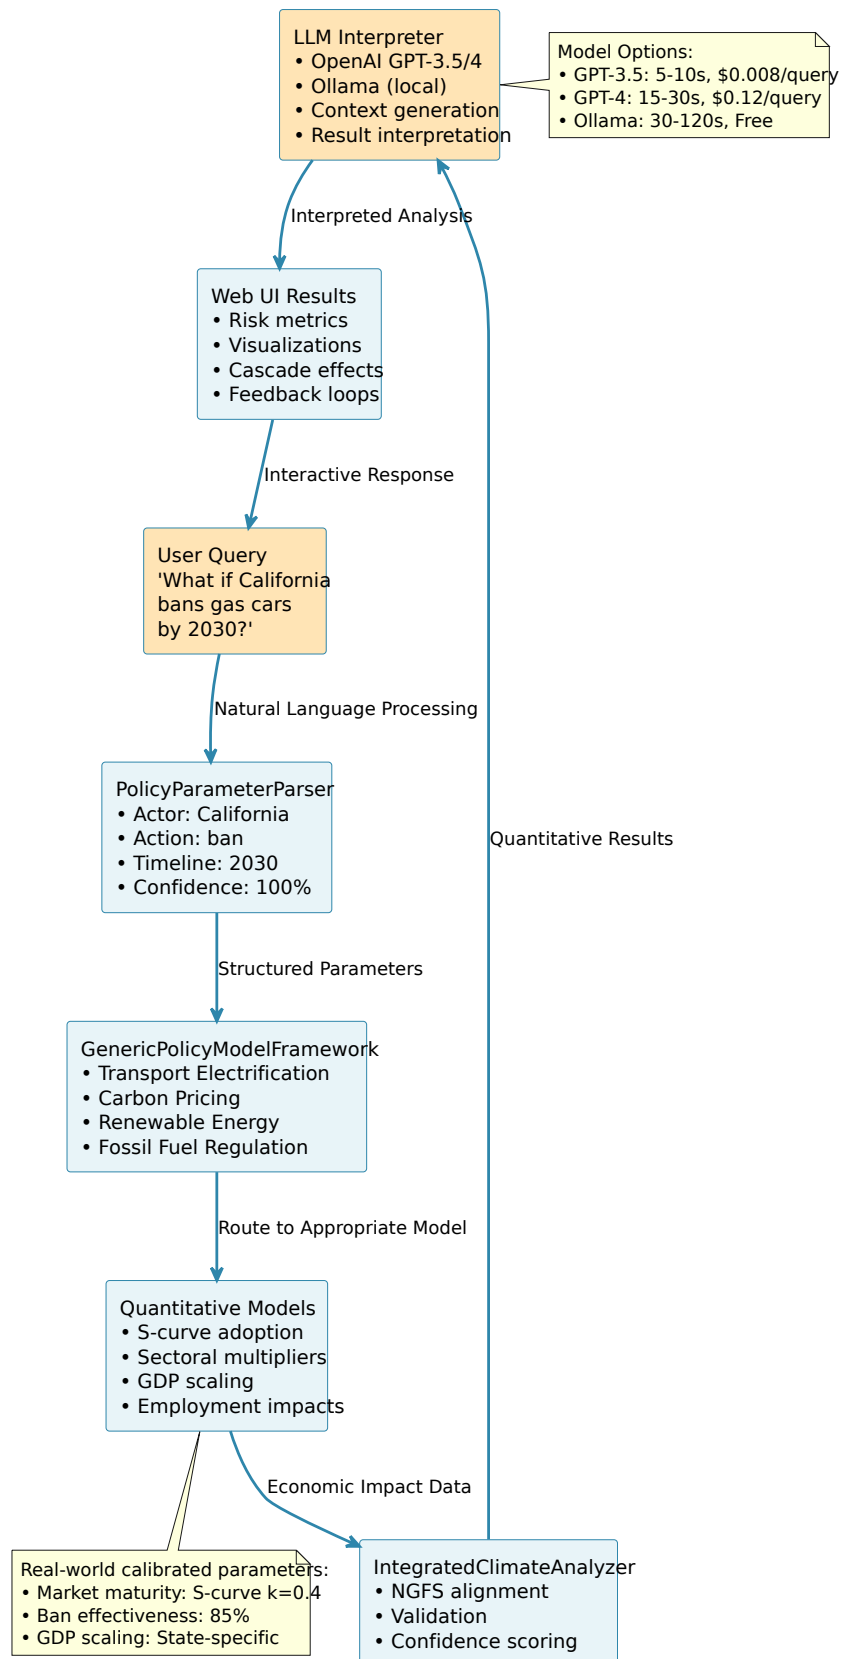 LLM Interpreter
• OpenAI GPT-3.5/4
• Ollama (local)
• Context generation
• Result interpretation
Model Options:
• GPT-3.5: 5-10s, $0.008/query
• GPT-4: 15-30s, $0.12/query
• Ollama: 30-120s, Free
Interpreted Analysis
Web UI Results
• Risk metrics
• Visualizations
• Cascade effects
• Feedback loops
Interactive Response
User Query
'What if California
bans gas cars
by 2030?'
Natural Language Processing
PolicyParameterParser
• Actor: California
• Action: ban
• Timeline: 2030
• Confidence: 100%
Quantitative Results
Structured Parameters
GenericPolicyModelFramework
• Transport Electrification
• Carbon Pricing
• Renewable Energy
• Fossil Fuel Regulation
Route to Appropriate Model
Quantitative Models
• S-curve adoption
• Sectoral multipliers
• GDP scaling
• Employment impacts
Economic Impact Data
Real-world calibrated parameters:
• Market maturity: S-curve k=0.4
• Ban effectiveness: 85%
• GDP scaling: State-specific
IntegratedClimateAnalyzer
• NGFS alignment
• Validation
• Confidence scoring